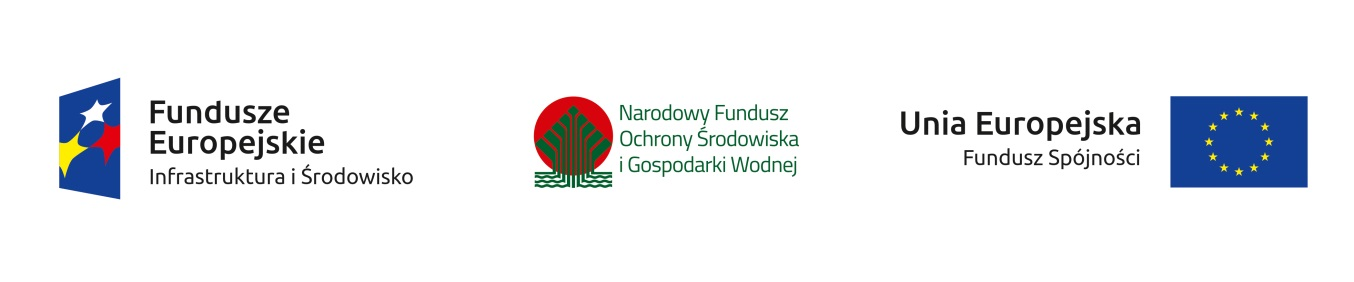 Fundusze
Europejskie
Infrastruktura i Środowisko
Narodowy Fundusz
Ochrony Środowiska
i Gospodarki Wodnej
Unia Europejska
Fundusz Spójności